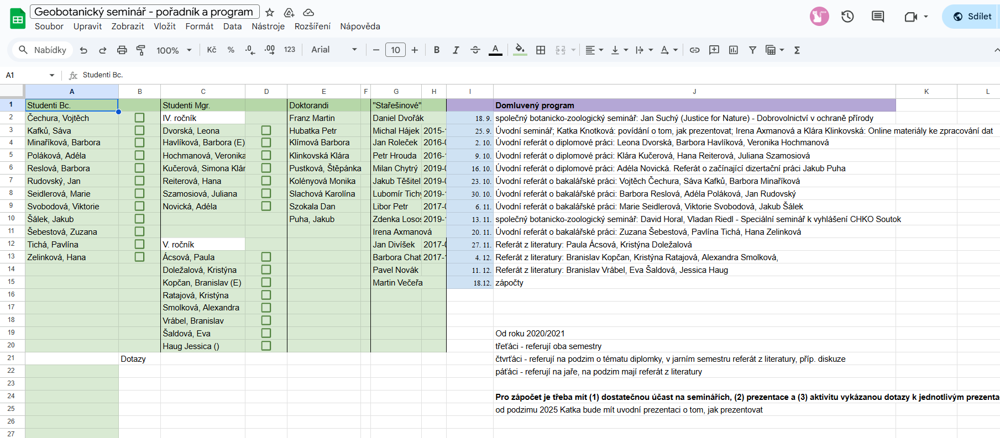 Geobotanický seminář - pořadník a program
Soubor Upravit Zobrazit Vložit Formát Data Nástroje Rozšíření Nápověda
Sdílet
Nabídky 100% Kč % .0 .00 123 Arial 10 B I A
A1 Studenti Bc.
A B C D E F G H I J K L
1 Studenti Bc. Studenti Mgr. Doktorandi "Stařešinové" Domluvený program
2 Čechura, Vojtěch IV. ročník Franz Martin Daniel Dvořák 18. 9. společný botanicko-zoologický seminář: Jan Suchý (Justice for Nature) - Dobrovolnictví v ochraně přírody
3 Kafků, Sáva Dvorská, Leona Hubatka Petr Michal Hájek 2015- 25. 9. Úvodní seminář; Katka Knotková: povídání o tom, jak prezentovat; Irena Axmanová a Klára Klinkovská: Online materiály ke zpracování dat
4 Minaříková, Barbora Havlíková, Barbora (E) Klímová Barbora Jan Roleček 2016-0 2. 10. Úvodní referát o diplomové práci: Leona Dvorská, Barbora Havlíková, Veronika Hochmanová
5 Poláková, Adéla Hochmanová, Veronika Klinkovská Klára Petr Hrouda 2016- 9. 10. Úvodní referát o diplomové práci: Klára Kučerová, Hana Reiterová, Juliana Szamosiová
6 Reslová, Barbora Kučerová, Simona Klár Pustková, Štěpánka Milan Chytrý 2019-0 16. 10. Úvodní referát o diplomové práci: Adéla Novická. Referát o začínající dizertační práci Jakub Puha
7 Rudovský, Jan Reiterová, Hana Kolényová Monika Jakub Těšitel 2019-0 23. 10. Úvodní referát o bakalářské práci: Vojtěch Čechura, Sáva Kafků, Barbora Minaříková
8 Seidlerová, Marie Szamosiová, Juliana Slachová Karolína Lubomír Tichý 2019- 30. 10. Úvodní referát o bakalářské práci: Barbora Reslová, Adéla Poláková, Jan Rudovský
9 Svobodová, Viktorie Novická, Adéla Szokala Dan Libor Petr 2017-0 6. 11. Úvodní referát o bakalářské práci: Marie Seidlerová, Viktorie Svobodová, Jakub Šálek
10 Šálek, Jakub Puha, Jakub Zdenka Losos 2019- 13. 11. společný botanicko-zoologický seminář: David Horal, Vladan Riedl - Speciální seminář k vyhlášení CHKO Soutok
11 Šebestová, Zuzana Irena Axmanová 20. 11. Úvodní referát o bakalářské práci: Zuzana Šebestová, Pavlína Tichá, Hana Zelinková
12 Tichá, Pavlína V. ročník Jan Divíšek 2017-0 27. 11. Referát z literatury: Paula Ácsová, Kristýna Doležalová
13 Zelinková, Hana Ácsová, Paula Barbora Chat 2017- 4. 12. Referát z literatury: Branislav Kopčan, Kristýna Ratajová, Alexandra Smolková,
14 Doležalová, Kristýna Pavel Novák 11. 12. Referát z literatury: Branislav Vrábel, Eva Šaldová, Jessica Haug
15 Kopčan, Branislav (E) Martin Večeřa 18.12. zápočty
16 Ratajová, Kristýna
17 Smolková, Alexandra
18 Vrábel, Branislav
19 Šaldová, Eva Od roku 2020/2021
20 Haug Jessica () třeťáci - referují oba semestry
21 Dotazy čtvrťáci - referují na podzim o tématu diplomky, v jarním semestru referát z literatury, příp. diskuze
22 páťáci - referují na jaře, na podzim mají referát z literatury
23
24 Pro zápočet je třeba mít (1) dostatečnou účast na seminářích, (2) prezentace a (3) aktivitu vykázanou dotazy k jednotlivým prezenta
25 od podzimu 2025 Katka bude mít uvodní prezentaci o tom, jak prezentovat
26
27